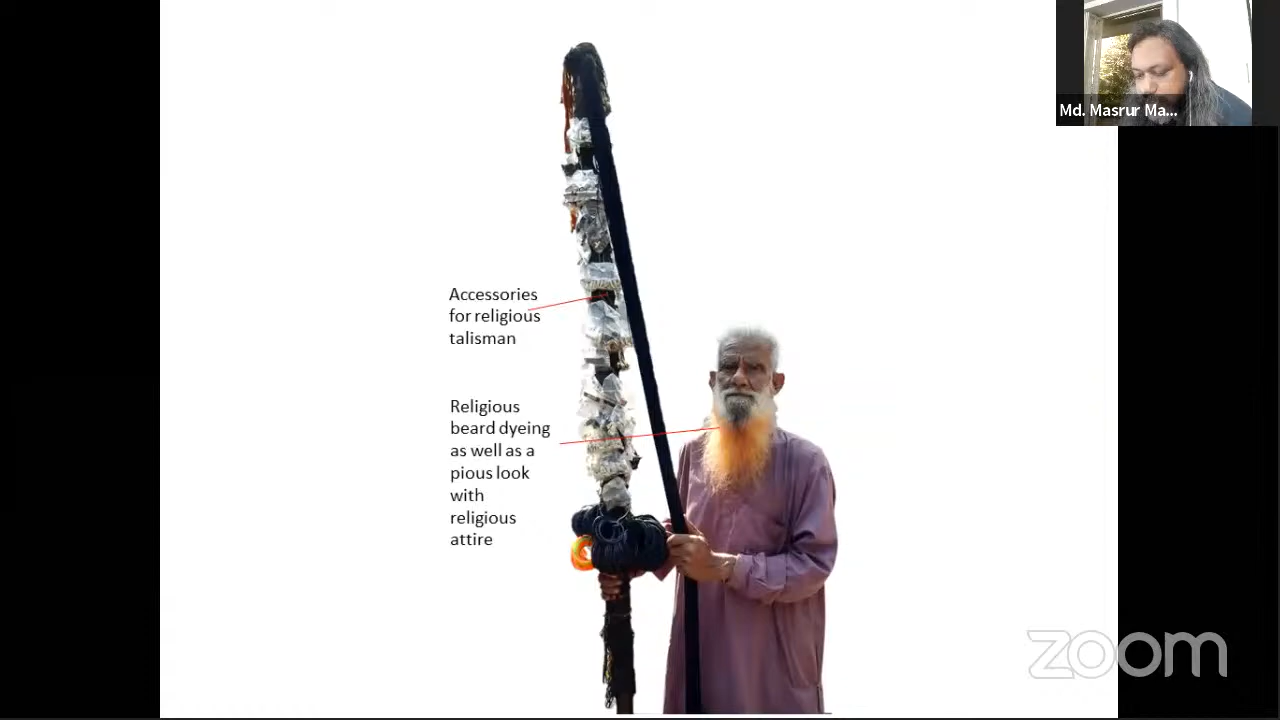 Md. Masrur Ma...
Accessories
for religious
talisman
Religious
beard dyeing
as well as a
pious look
with
religious
attire
zoom